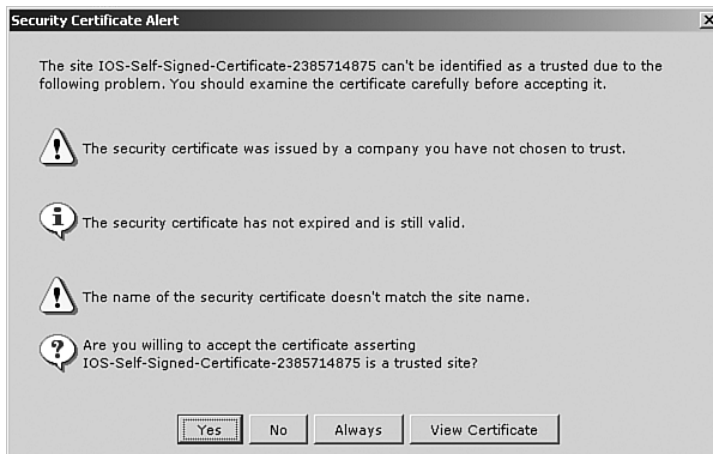 Security Certificate Alert
The site IOS-Self-Signed-Certificate-2385714875 can't be identified as a trusted due to the
following problem. You should examine the certificate carefully before accepting it.
The security certificate was issued by a company you have not chosen to trust.
The security certificate has not expired and is still valid.
The name of the security certificate doesn't match the site name.
Are you willing to accept the certificate asserting
IOS-Self-Signed-Certificate-2385714875 is a trusted site?
Yes No Always View Certificate